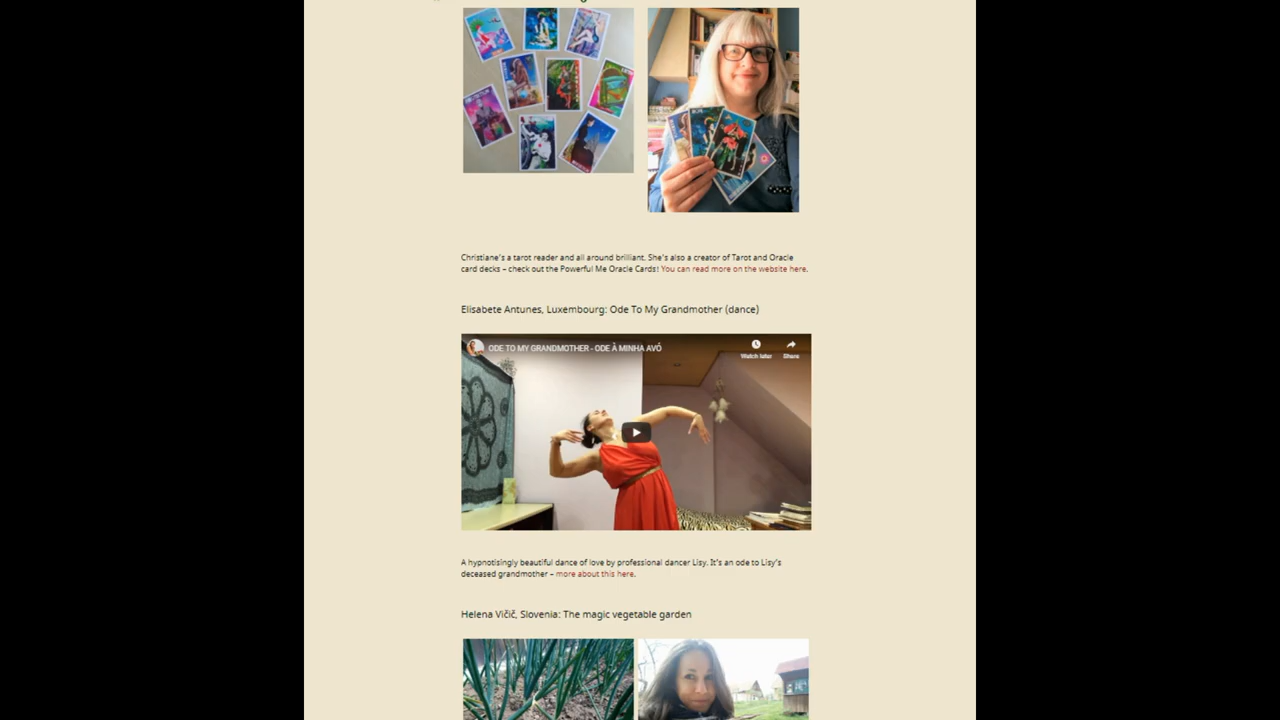 Christiane's a tarot reader and all around brilliant. She's also a creator of Tarot and Oracle
card decks – check out the Powerful Me Oracle Cards! You can read more on the website here.
Elisabete Antunes, Luxembourg: Ode To My Grandmother (dance)
ODE TO MY GRANDMOTHER - ODE À MINHA AVÓ
Watch later
Share
A hypnotisingly beautiful dance of love by professional dancer Lisy. It's an ode to Lisy's
deceased grandmother – more about this here.
Helena Vičič, Slovenia: The magic vegetable garden